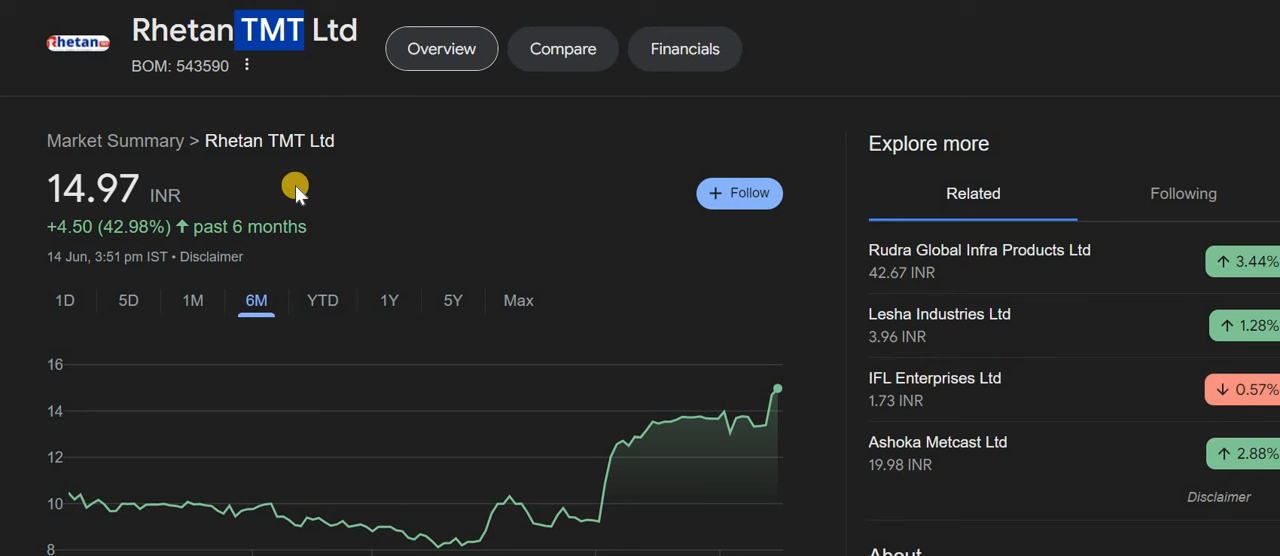 Rhetan
Rhetan TMT Ltd
BOM: 543590
Overview
Compare
Financials
Market Summary > Rhetan TMT Ltd
14.97 INR
+4.50 (42.98%) ↑ past 6 months
14 Jun, 3:51 pm IST • Disclaimer
+ Follow
1D 5D 1M 6M YTD 1Y 5Y Max
16
14
12
10
8
Explore more
Related Following
Rudra Global Infra Products Ltd
42.67 INR
↑ 3.44%
Lesha Industries Ltd
3.96 INR
↑ 1.28%
IFL Enterprises Ltd
1.73 INR
↓ 0.57%
Ashoka Metcast Ltd
19.98 INR
↑ 2.88%
Disclaimer
About